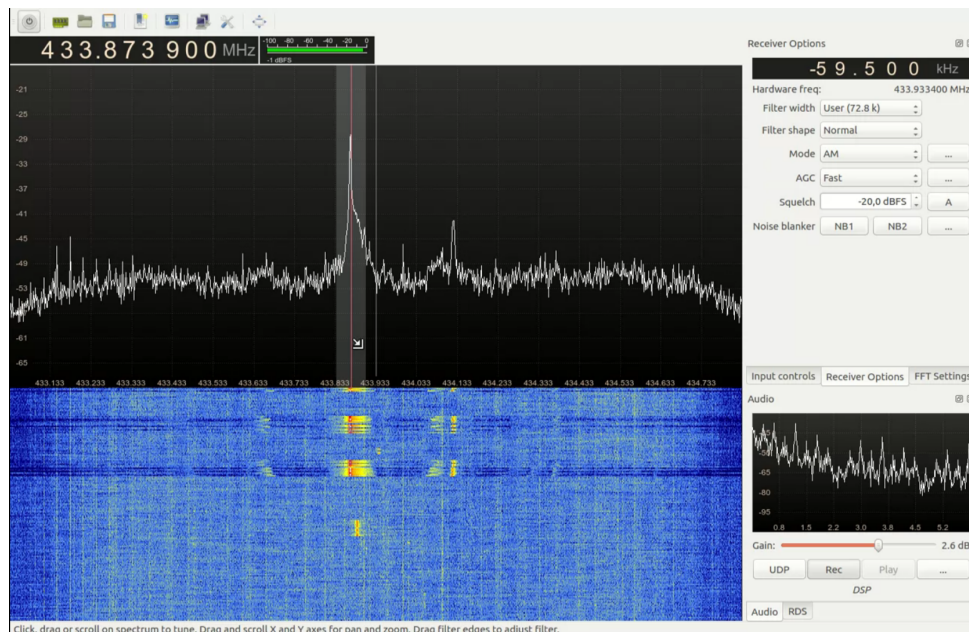 433.873 900 MHz
-100 -80 -60 -40 -20 0
-1 dBFS
-21
-25
-29
-33
-37
-41
-45
-49
-53
-61
-65
433.133 433.233 433.333 433.433 433.533 433.633 433.733 433.833 433.933 434.033 434.133 434.233 434.333 434.433 434.533 434.633 434.733
Receiver Options
-59.500 kHz
Hardware freq: 433.933400 MHz
Filter width User (72.8 k)
Filter shape Normal
Mode AM ...
AGC Fast ...
Squelch -20,0 dBFS A
Noise blanker NB1 NB2 ...
Input controls Receiver Options FFT Settings
Audio
-65
-80
-95
0.8 1.5 2.2 3.0 3.8 4.5 5.2
Gain: 2.6 dB
UDP Rec Play ...
DSP
Audio RDS
Click, drag or scroll on spectrum to tune. Drag and scroll X and Y axes for pan and zoom. Drag filter edges to adjust filter.